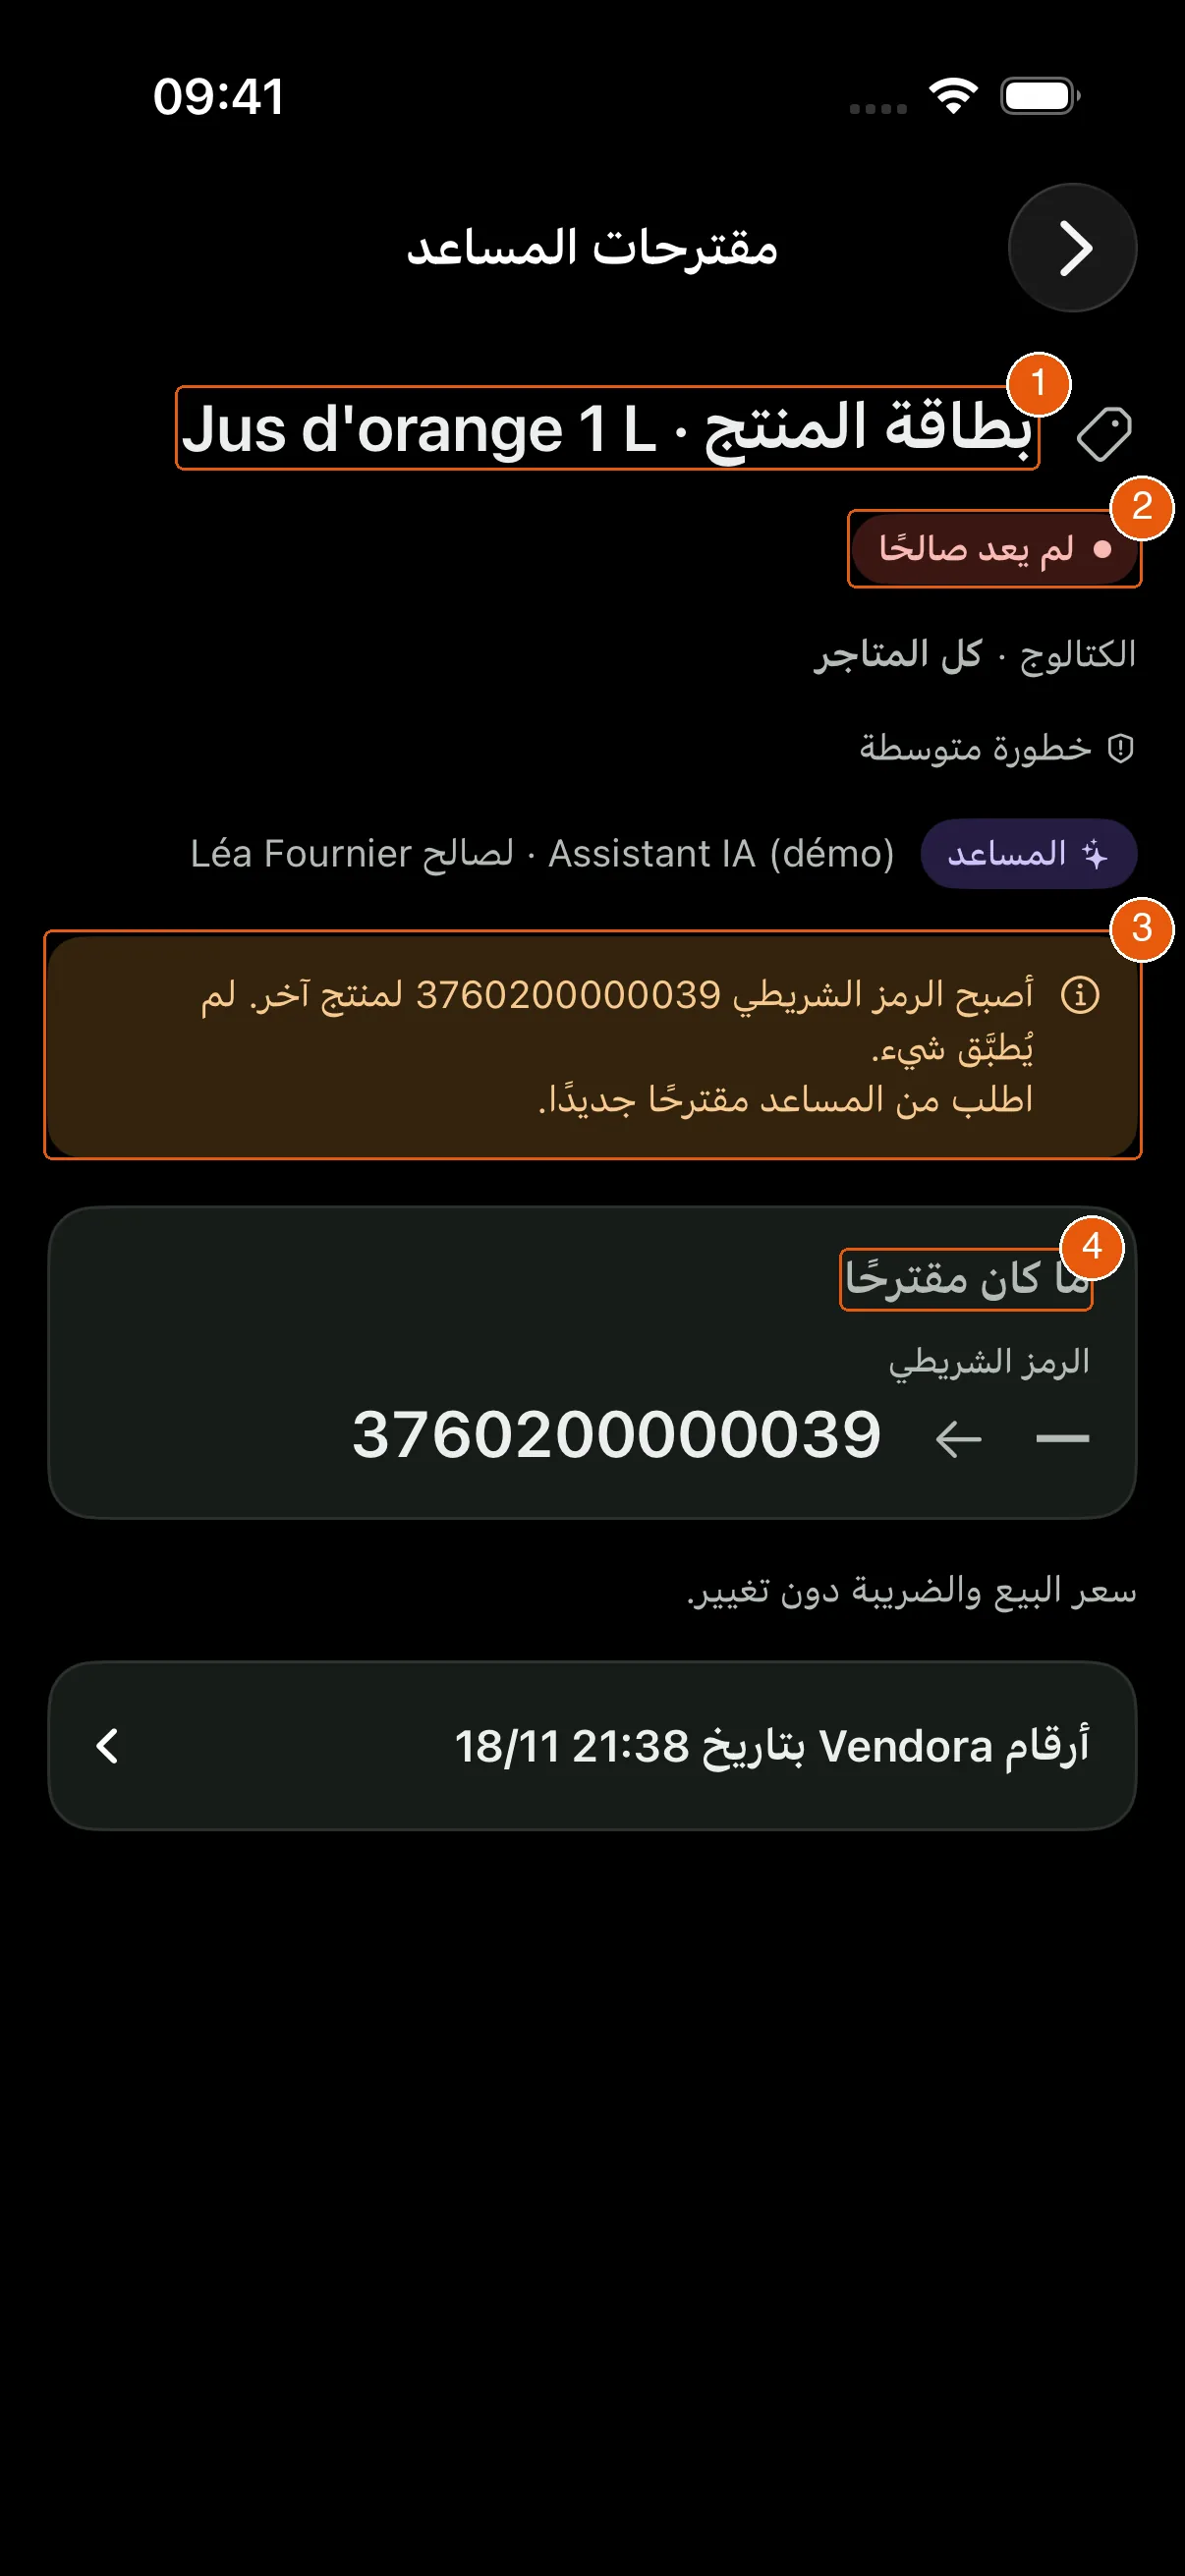 09:41
مقترحات المساعد
1
بطاقة المنتج · Jus d'orange 1 L
2
لم يعد صالحًا
الكتالوج · كل المتاجر
خطورة متوسطة
المساعد
Assistant IA (démo) · لصالح Léa Fournier
3
أصبح الرمز الشريطي 3760200000039 لمنتج آخر. لم
يُطبَّق شيء.
اطلب من المساعد مقترحًا جديدًا.
4
ما كان مقترحًا
الرمز الشريطي
— ← 3760200000039
سعر البيع والضريبة دون تغيير.
أرقام Vendora بتاريخ 18/11 21:38